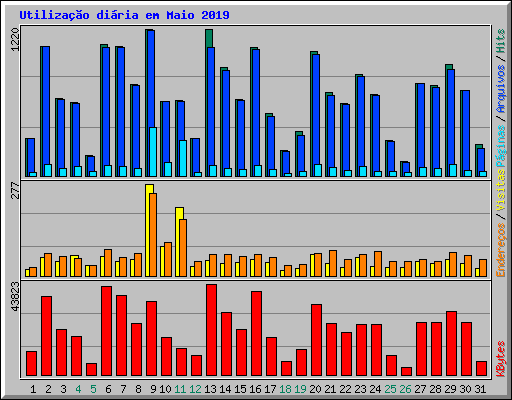 Utilização diária em Maio 2019
1220
277
43823
Endereços / Visitas Páginas / Arquivos / Hits
KBytes
1 2 3 4 5 6 7 8 9 10 11 12 13 14 15 16 17 18 19 20 21 22 23 24 25 26 27 28 29 30 31